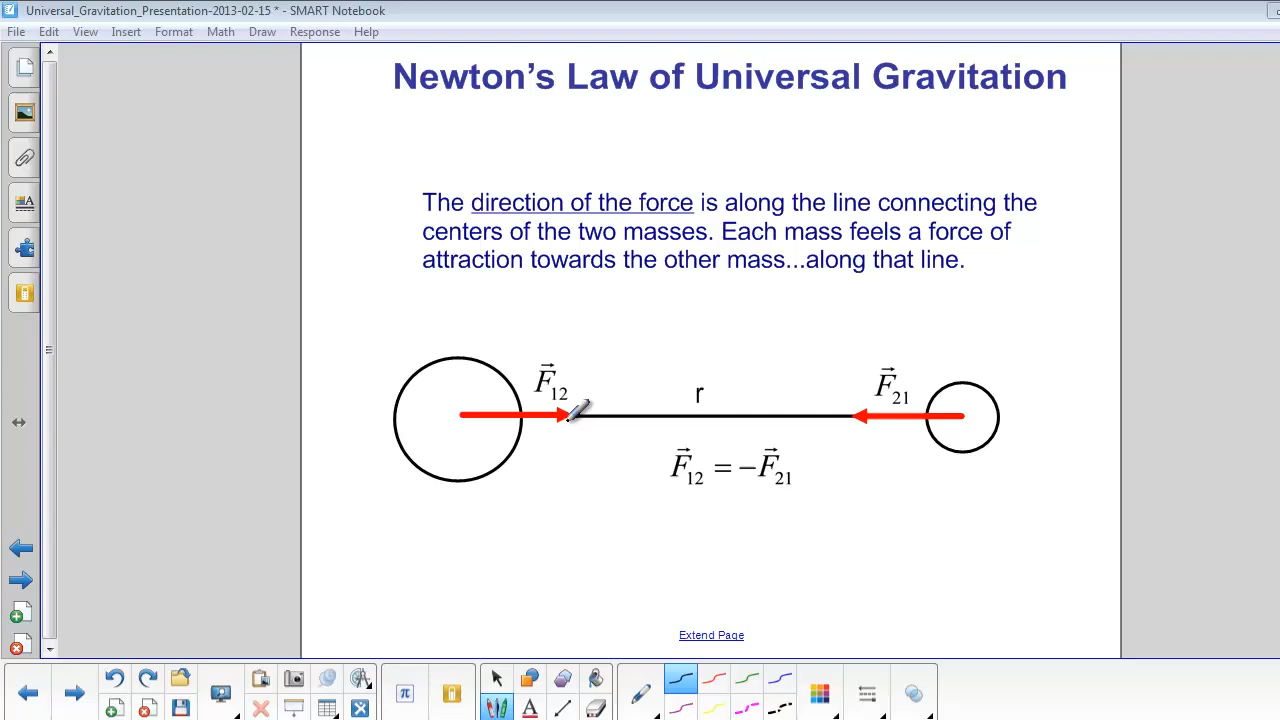 Universal_Gravitation_Presentation-2013-02-15 * - SMART Notebook
File Edit View Insert Format Math Draw Response Help
Newton’s Law of Universal Gravitation
The direction of the force is along the line connecting the
centers of the two masses. Each mass feels a force of
attraction towards the other mass...along that line.
F⃗₁₂ r F⃗₂₁
F⃗₁₂ = −F⃗₂₁
Extend Page
π
A